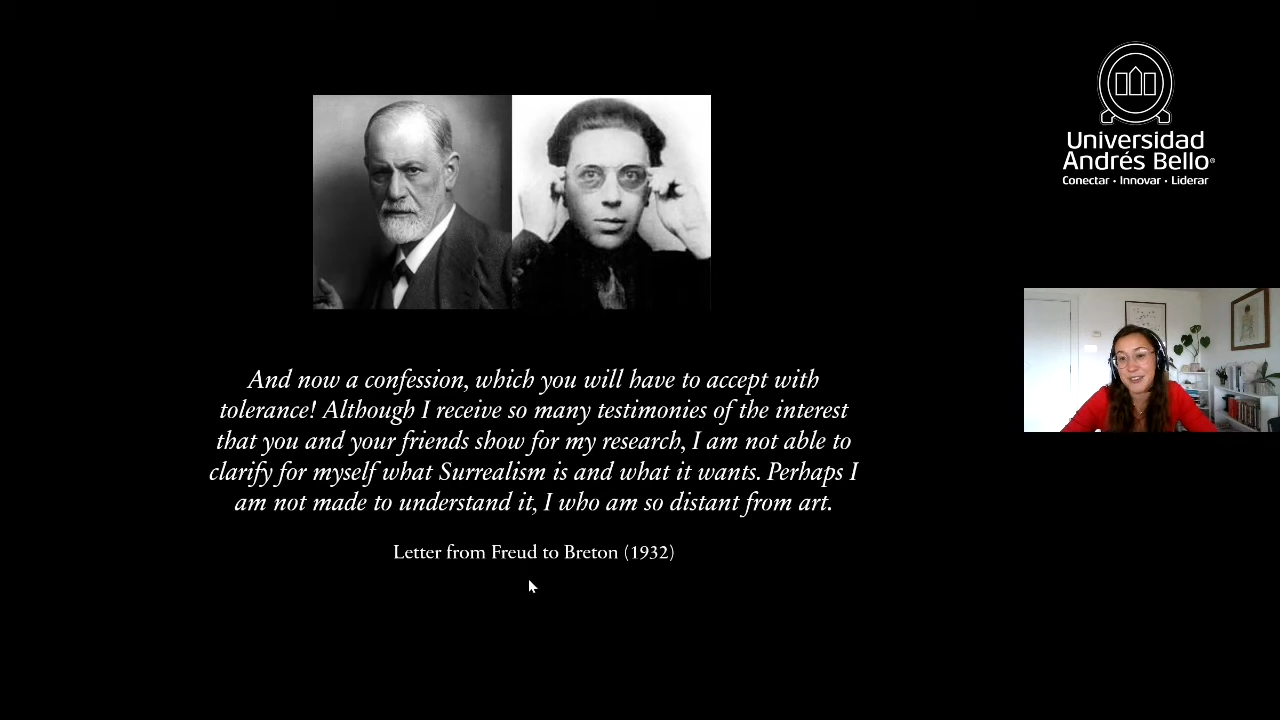 Universidad
Andrés Bello®
Conectar · Innovar · Liderar
And now a confession, which you will have to accept with
tolerance! Although I receive so many testimonies of the interest
that you and your friends show for my research, I am not able to
clarify for myself what Surrealism is and what it wants. Perhaps I
am not made to understand it, I who am so distant from art.
Letter from Freud to Breton (1932)